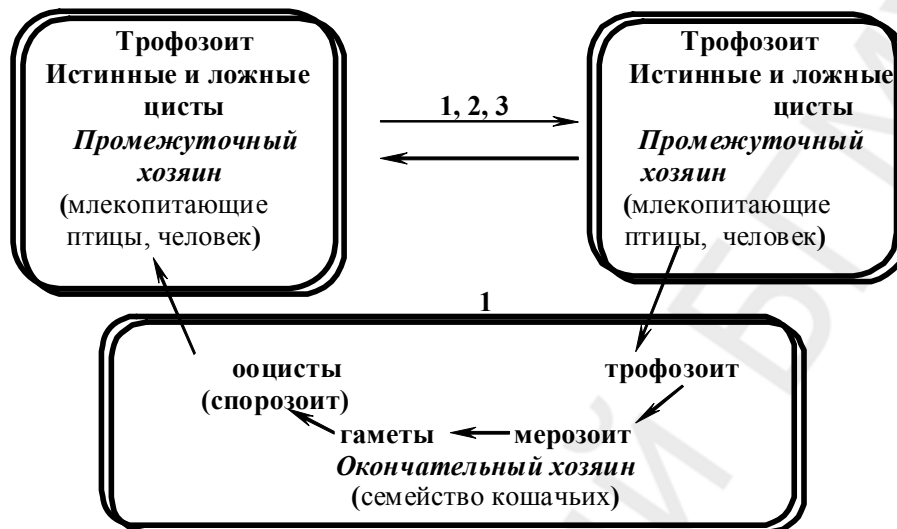 Трофозоит
Истинные и ложные
цисты
Промежуточный
хозяин
(млекопитающие
птицы, человек)
1, 2, 3
Трофозоит
Истинные и ложные
цисты
Промежуточный
хозяин
(млекопитающие
птицы, человек)
1
ооцисты
(спорозоит)
трофозоит
гаметы
мерозоит
Окончательный хозяин
(семейство кошачьих)